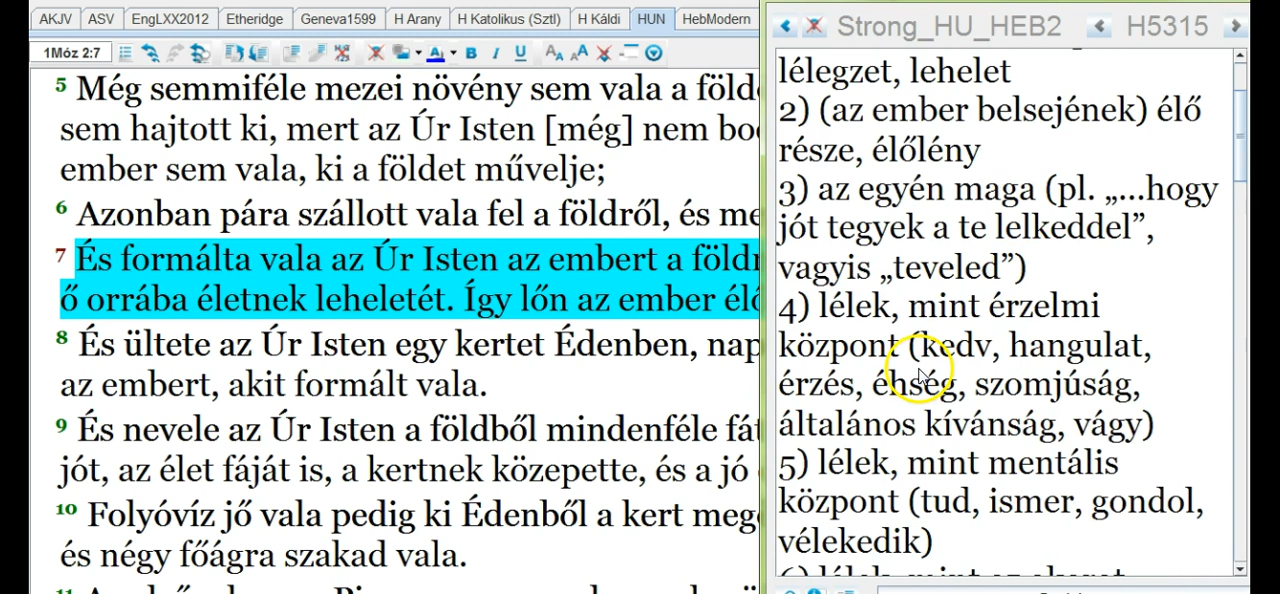 AKJV ASV EngLXX2012 Etheridge Geneva1599 H Arany H Katolikus (Sztl) H Káldi HUN HebModern
1Móz 2:7
5 Még semmiféle mezei növény sem vala a földe
sem hajtott ki, mert az Úr Isten [még] nem bo
ember sem vala, ki a földet művelje;
6 Azonban pára szállott vala fel a földről, és me
7 És formálta vala az Úr Isten az embert a föld
ő orrába életnek leheletét. Így lőn az ember élő
8 És ültete az Úr Isten egy kertet Édenben, nap
az embert, akit formált vala.
9 És nevele az Úr Isten a földből mindenféle fát
jót, az élet fáját is, a kertnek közepette, és a jó
10 Folyóvíz jő vala pedig ki Édenből a kert meg
és négy főágra szakad vala.
11
Strong_HU_HEB2 H5315
lélegzet, lehelet
2) (az ember belsejének) élő
része, élőlény
3) az egyén maga (pl. „...hogy
jót tegyek a te lelkeddel”,
vagyis „teveled”)
4) lélek, mint érzelmi
központ (kedv, hangulat,
érzés, éhség, szomjúság,
általános kívánság, vágy)
5) lélek, mint mentális
központ (tud, ismer, gondol,
vélekedik)
6) lélek, mint az